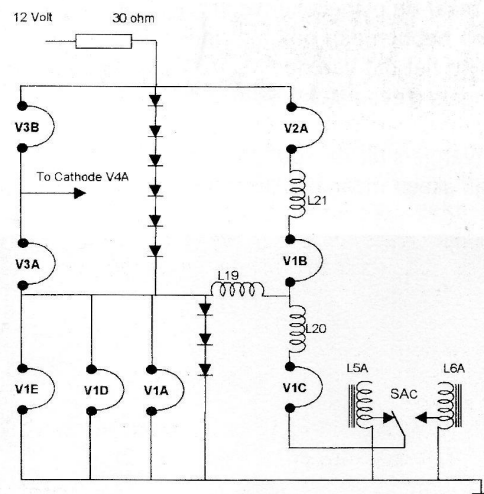 12 Volt 30 ohm
V3B V2A
To Cathode V4A
L21
V3A V1B
L19
L20
V1E V1D V1A V1C L5A SAC L6A